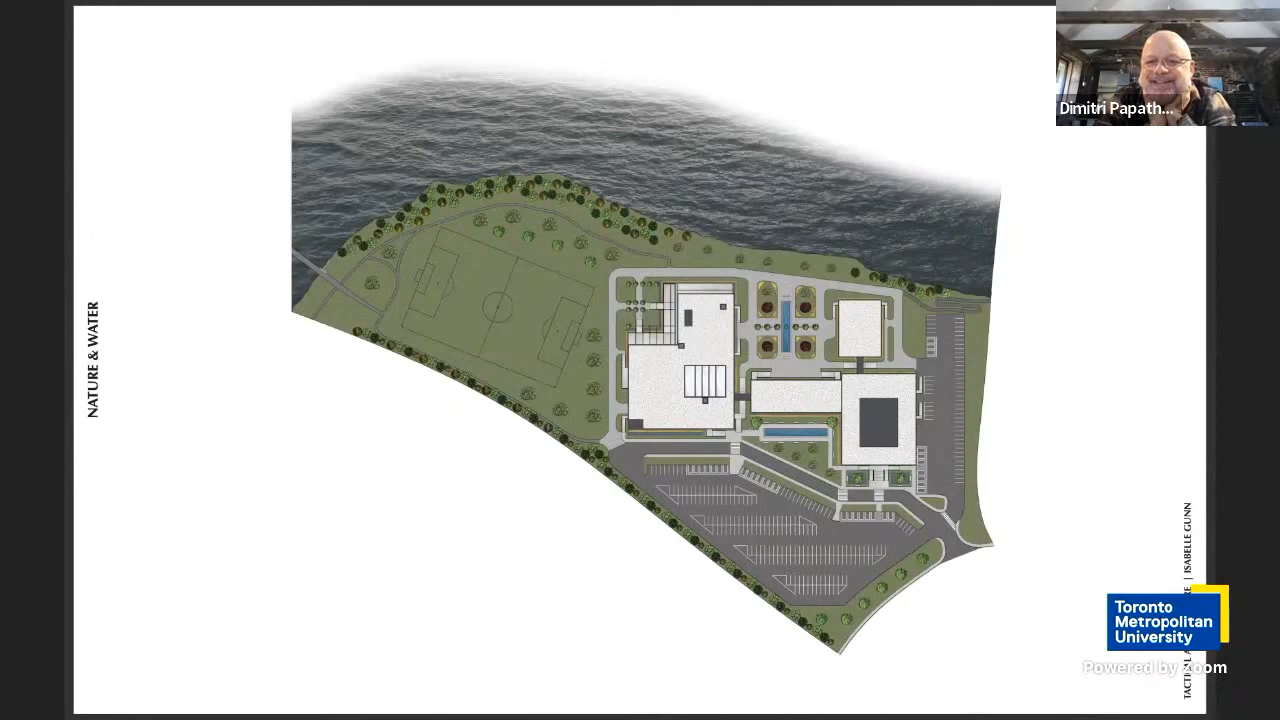 Dimitri Papath...
NATURE & WATER
| ISABELLE GUNN
Toronto
Metropolitan
University
Powered by Zoom